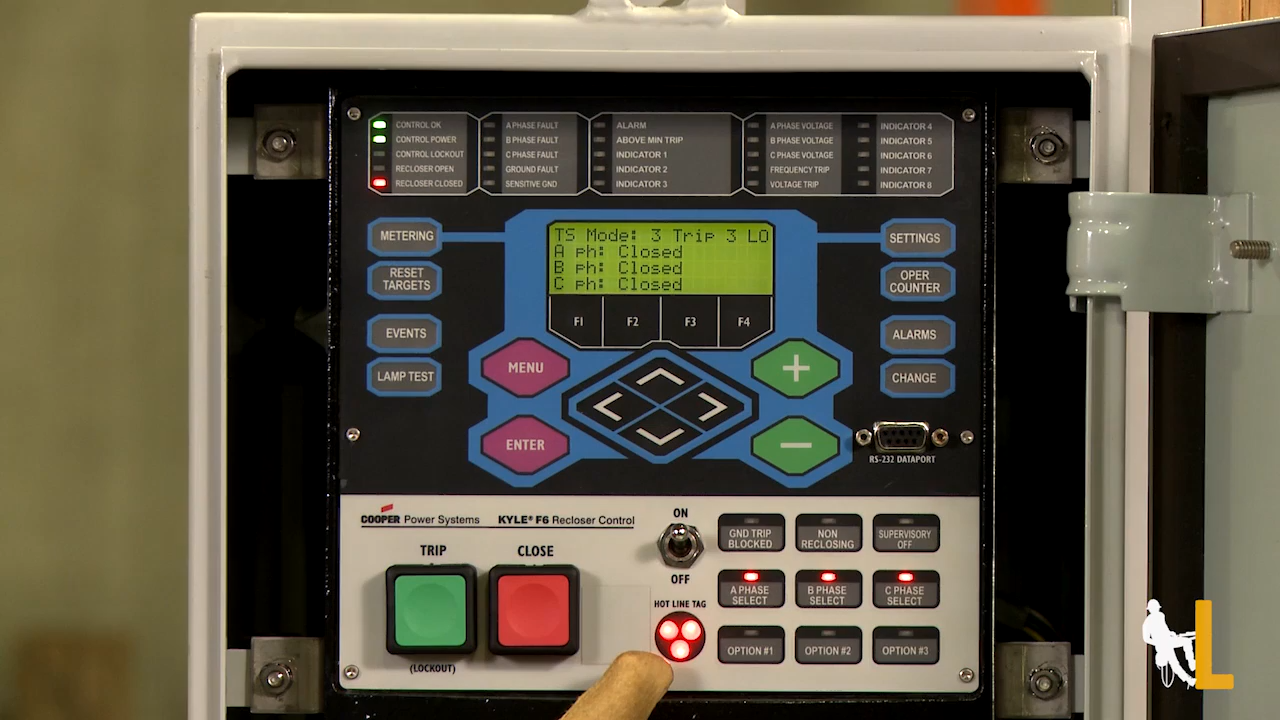 CONTROL OK
CONTROL POWER
CONTROL LOCKOUT
RECLOSER OPEN
RECLOSER CLOSED
A PHASE FAULT
B PHASE FAULT
C PHASE FAULT
GROUND FAULT
SENSITIVE GND
ALARM
ABOVE MIN TRIP
INDICATOR 1
INDICATOR 2
INDICATOR 3
A PHASE VOLTAGE
B PHASE VOLTAGE
C PHASE VOLTAGE
FREQUENCY TRIP
VOLTAGE TRIP
INDICATOR 4
INDICATOR 5
INDICATOR 6
INDICATOR 7
INDICATOR 8
METERING
RESET
TARGETS
EVENTS
LAMP TEST
TS Mode: 3 Trip 3 LO
A ph: Closed
B ph: Closed
C ph: Closed
F1 F2 F3 F4
SETTINGS
OPER
COUNTER
ALARMS
CHANGE
MENU
+
ENTER
−
RS-232 DATAPORT
COOPER Power Systems KYLE® F6 Recloser Control
TRIP
CLOSE
(LOCKOUT)
ON
OFF
HOT LINE TAG
GND TRIP
BLOCKED
NON
RECLOSING
SUPERVISORY
OFF
A PHASE
SELECT
B PHASE
SELECT
C PHASE
SELECT
OPTION #1
OPTION #2
OPTION #3
L